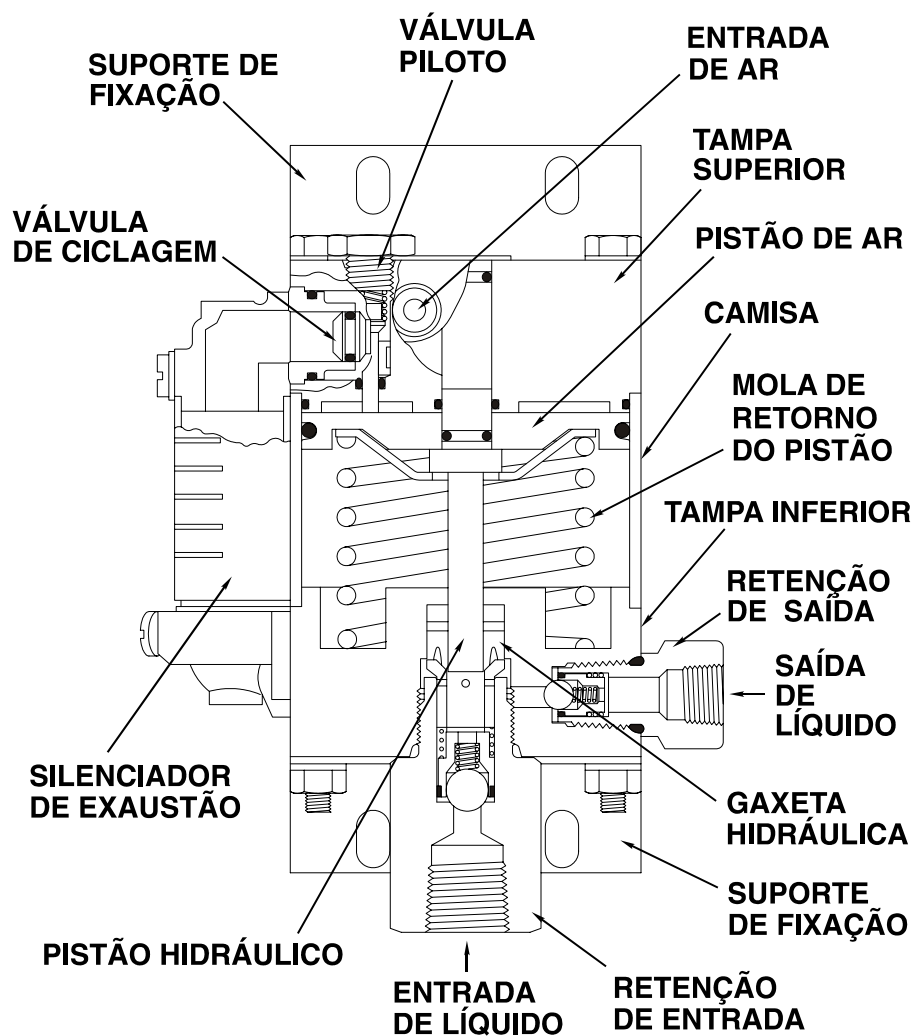 VÁLVULA
PILOTO
ENTRADA
DE AR
SUPORTE DE
FIXAÇÃO
TAMPA
SUPERIOR
VÁLVULA
DE CICLAGEM
PISTÃO DE AR
CAMISA
MOLA DE
RETORNO
DO PISTÃO
TAMPA INFERIOR
RETENÇÃO
DE SAÍDA
SAÍDA
DE
LÍQUIDO
SILENCIADOR
DE EXAUSTÃO
GAXETA
HIDRÁULICA
SUPORTE
DE FIXAÇÃO
PISTÃO HIDRÁULICO
ENTRADA
DE LÍQUIDO
RETENÇÃO
DE ENTRADA